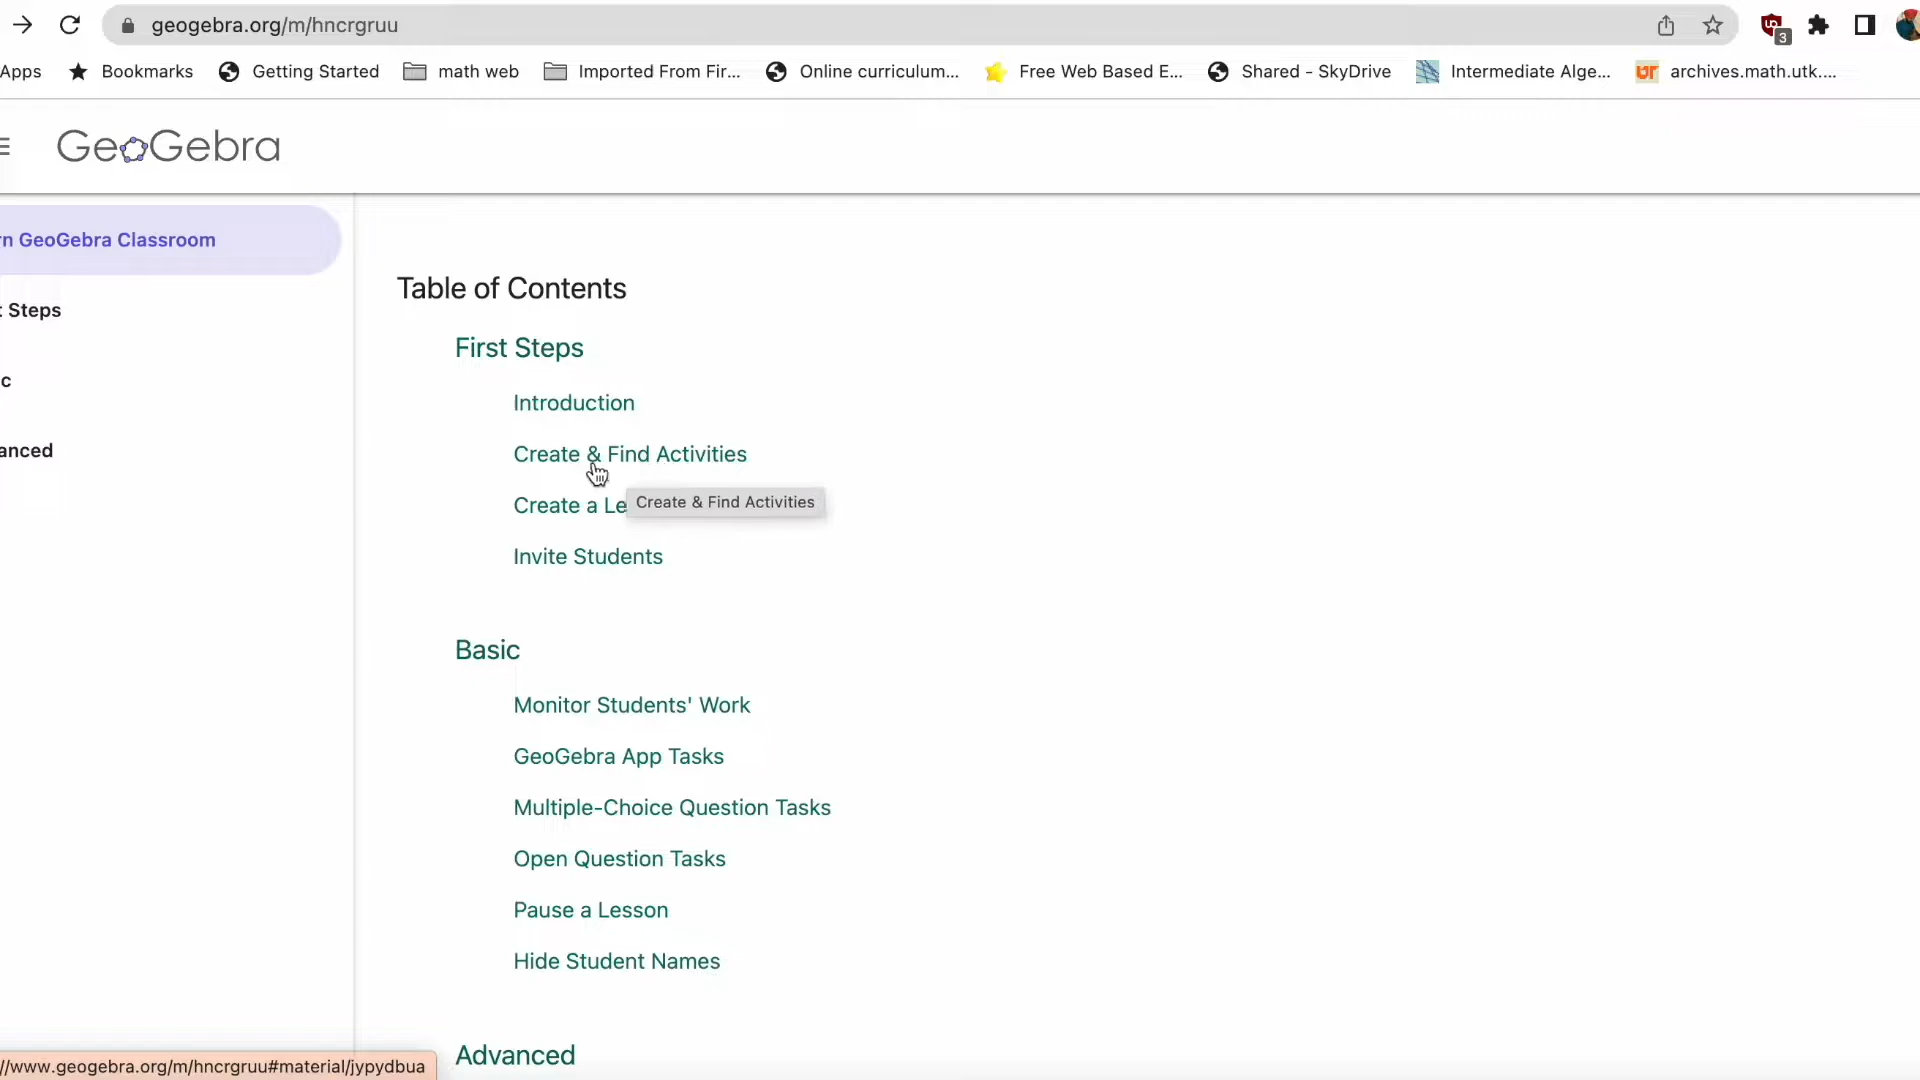 geogebra.org/m/hncrgruu
3
Apps Bookmarks Getting Started math web Imported From Fir... Online curriculum... Free Web Based E... Shared - SkyDrive Intermediate Alge... archives.math.utk....
GeoGebra
rn GeoGebra Classroom
t Steps
c
anced
Table of Contents
First Steps
Introduction
Create & Find Activities
Create a Le
Create & Find Activities
Invite Students
Basic
Monitor Students' Work
GeoGebra App Tasks
Multiple-Choice Question Tasks
Open Question Tasks
Pause a Lesson
Hide Student Names
Advanced
//www.geogebra.org/m/hncrgruu#material/jypydbua